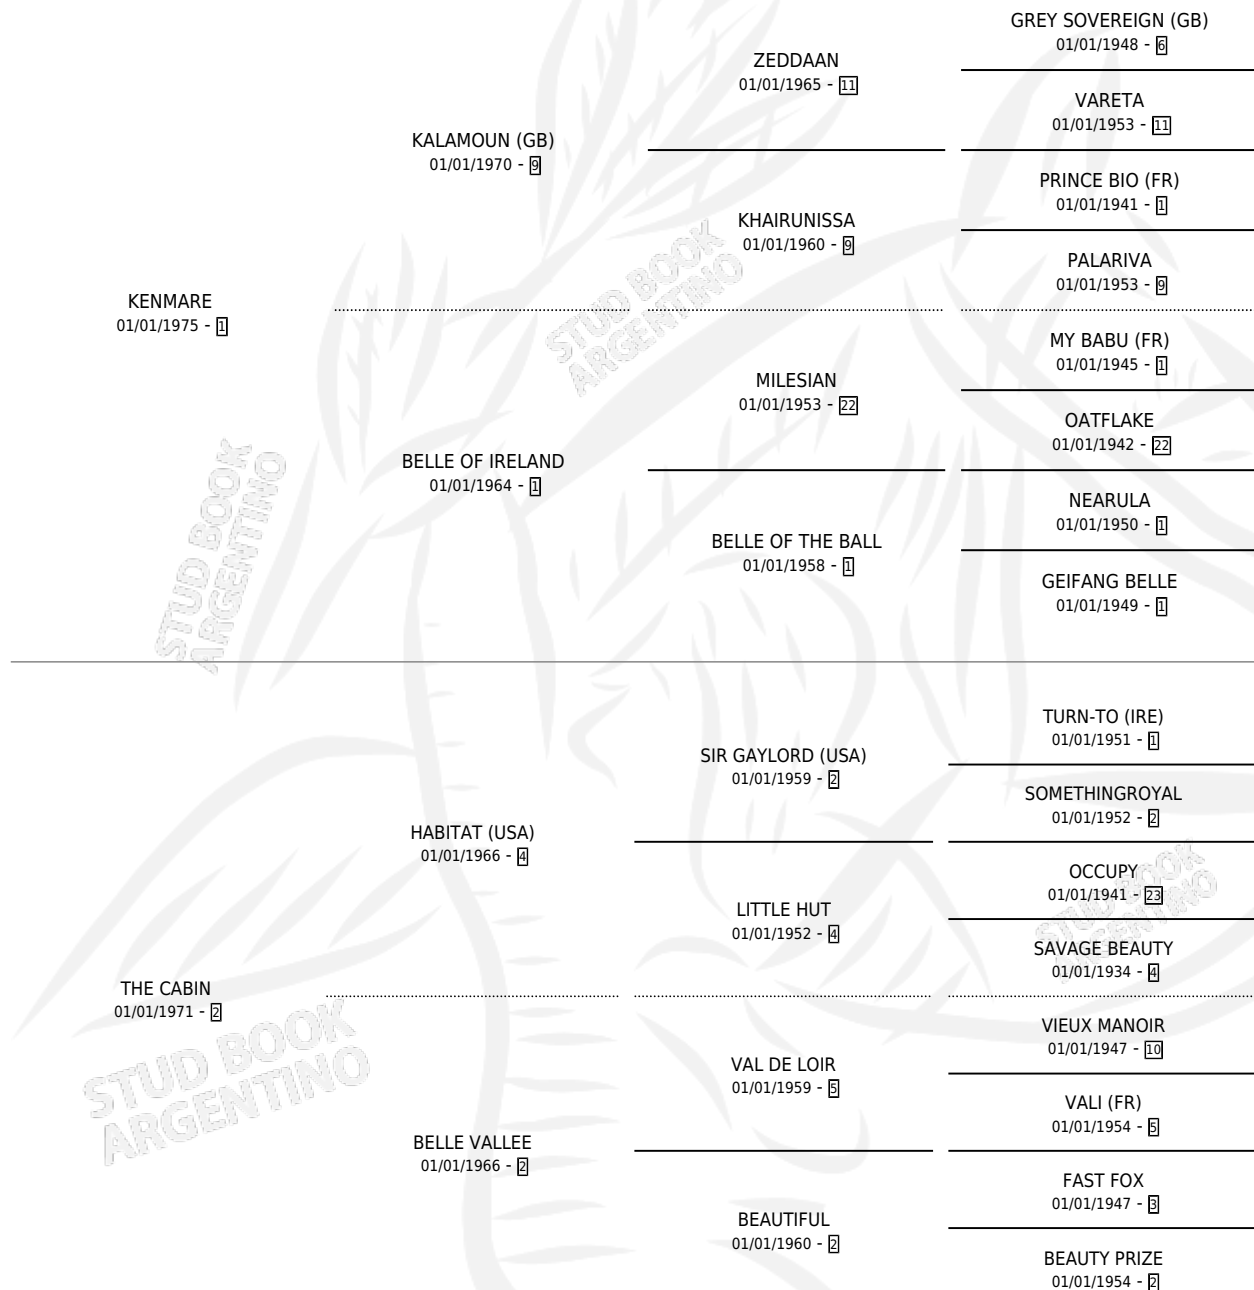 GREY SOVEREIGN (GB)
01/01/1948 - 6
ZEDDAAN
01/01/1965 - 11
VARETA
01/01/1953 - 11
KALAMOUN (GB)
01/01/1970 - 9
PRINCE BIO (FR)
01/01/1941 - 1
KHAIRUNISSA
01/01/1960 - 9
PALARIVA
01/01/1953 - 9
KENMARE
01/01/1975 - 1
MY BABU (FR)
01/01/1945 - 1
MILESIAN
01/01/1953 - 22
OATFLAKE
01/01/1942 - 22
BELLE OF IRELAND
01/01/1964 - 1
NEARULA
01/01/1950 - 1
BELLE OF THE BALL
01/01/1958 - 1
GEIFANG BELLE
01/01/1949 - 1
STUD BOOK
ARGENTINO
STUD BOOK
ARGENTINO
TURN-TO (IRE)
01/01/1951 - 1
SIR GAYLORD (USA)
01/01/1959 - 2
SOMETHINGROYAL
01/01/1952 - 2
HABITAT (USA)
01/01/1966 - 4
OCCUPY
01/01/1941 - 23
LITTLE HUT
01/01/1952 - 4
SAVAGE BEAUTY
01/01/1934 - 4
THE CABIN
01/01/1971 - 2
VIEUX MANOIR
01/01/1947 - 10
VAL DE LOIR
01/01/1959 - 5
VALI (FR)
01/01/1954 - 5
BELLE VALLEE
01/01/1966 - 2
FAST FOX
01/01/1947 - 3
BEAUTIFUL
01/01/1960 - 2
BEAUTY PRIZE
01/01/1954 - 2
STUD BOOK
ARGENTINO
STUD BOOK
ARGENTINO